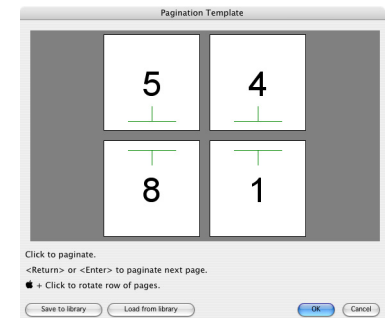 Pagination Template
5 4
8 1
Click to paginate.
<Return> or <Enter> to paginate next page.
 + Click to rotate row of pages.
Save to library Load from library OK Cancel